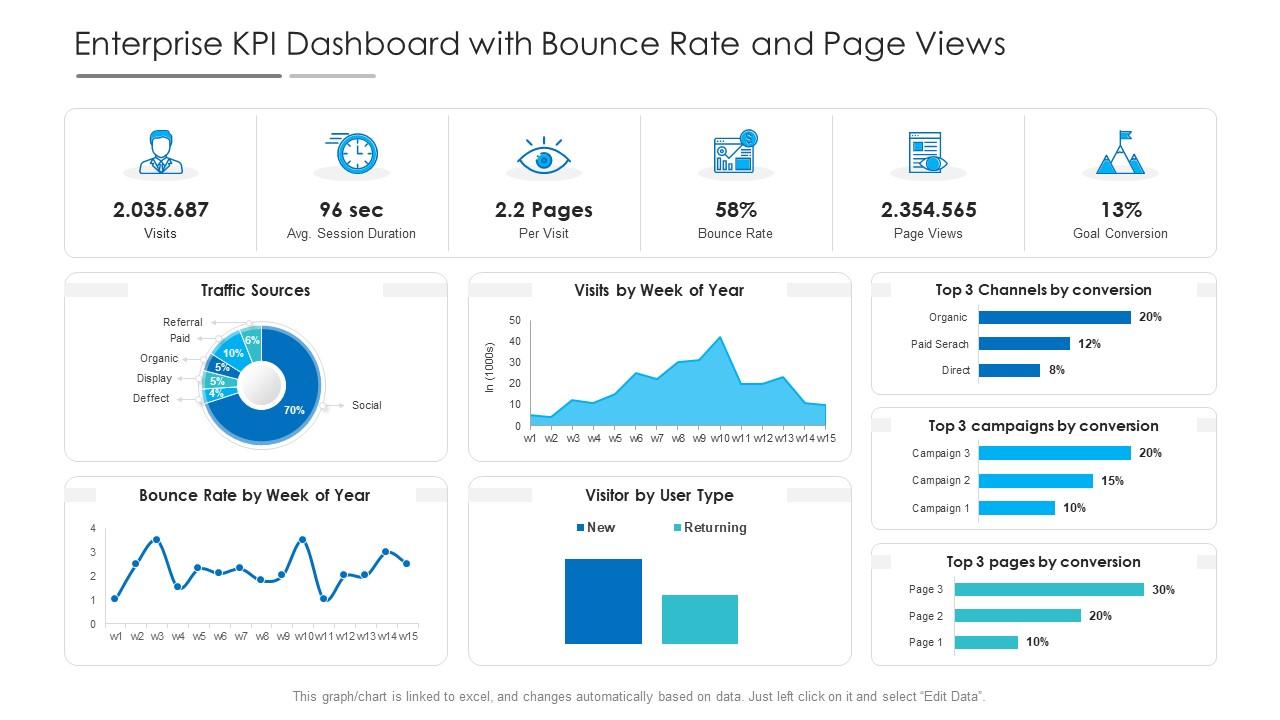 Enterprise KPI Dashboard with Bounce Rate and Page Views
2.035.687
Visits
96 sec
Avg. Session Duration
2.2 Pages
Per Visit
58%
Bounce Rate
2.354.565
Page Views
13%
Goal Conversion
Traffic Sources
Referral
Paid
Organic
Display
Deffect
6%
10%
5%
5%
4%
70%
Social
Visits by Week of Year
In (1000s)
50
40
30
20
10
0
w1 w2 w3 w4 w5 w6 w7 w8 w9 w10 w11 w12 w13 w14 w15
Top 3 Channels by conversion
Organic 20%
Paid Serach 12%
Direct 8%
Top 3 campaigns by conversion
Campaign 3 20%
Campaign 2 15%
Campaign 1 10%
Bounce Rate by Week of Year
4
3
2
1
0
w1 w2 w3 w4 w5 w6 w7 w8 w9 w10 w11 w12 w13 w14 w15
Visitor by User Type
New Returning
Top 3 pages by conversion
Page 3 30%
Page 2 20%
Page 1 10%
This graph/chart is linked to excel, and changes automatically based on data. Just left click on it and select “Edit Data”.